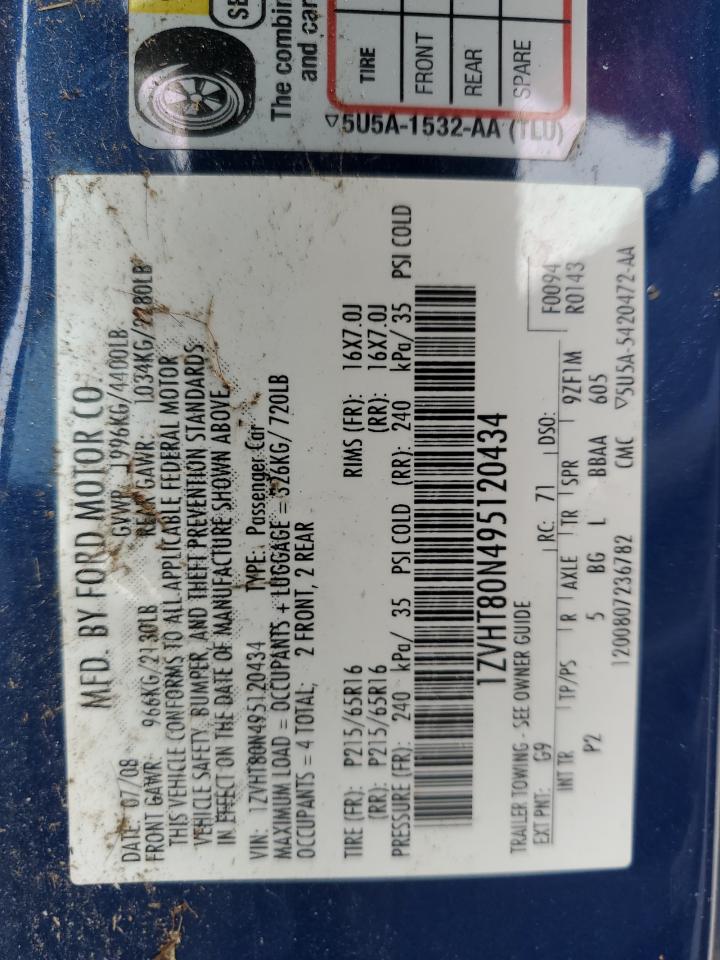 SE
The combin
and car
TIRE
FRONT
REAR
SPARE
▽5U5A-1532-AA (TLU)
MFD. BY FORD MOTOR CO.
DATE: 07/08 GVWR: 1996KG/4400LB
FRONT GAWR: 966KG/2130LB REAR GAWR: 1034KG/2280LB
THIS VEHICLE CONFORMS TO ALL APPLICABLE FEDERAL MOTOR
VEHICLE SAFETY, BUMPER, AND THEFT PREVENTION STANDARDS
IN EFFECT ON THE DATE OF MANUFACTURE SHOWN ABOVE.
VIN: 1ZVHT80N495120434 TYPE: Passenger Car
MAXIMUM LOAD = OCCUPANTS + LUGGAGE = 326KG/720LB
OCCUPANTS = 4 TOTAL; 2 FRONT, 2 REAR
TIRE (FR): P215/65R16 RIMS (FR): 16X7.0J
(RR): P215/65R16 (RR): 16X7.0J
PRESSURE (FR): 240 kPa/ 35 PSI COLD (RR): 240 kPa/ 35 PSI COLD
1ZVHT80N495120434
TRAILER TOWING - SEE OWNER GUIDE
EXT PNT: G9 RC: 71 DSO: F0094
R0143
INT TR TP/PS R AXLE TR SPR 9ZF1M
P2 5 BG L BBAA 605
1200807236782 CMC ▽5U5A-5420472-AA